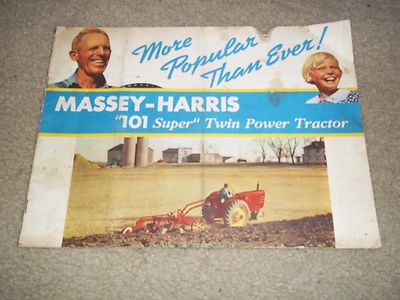 More
Popular
Than Ever!
MASSEY-HARRIS
"101 Super" Twin Power Tractor